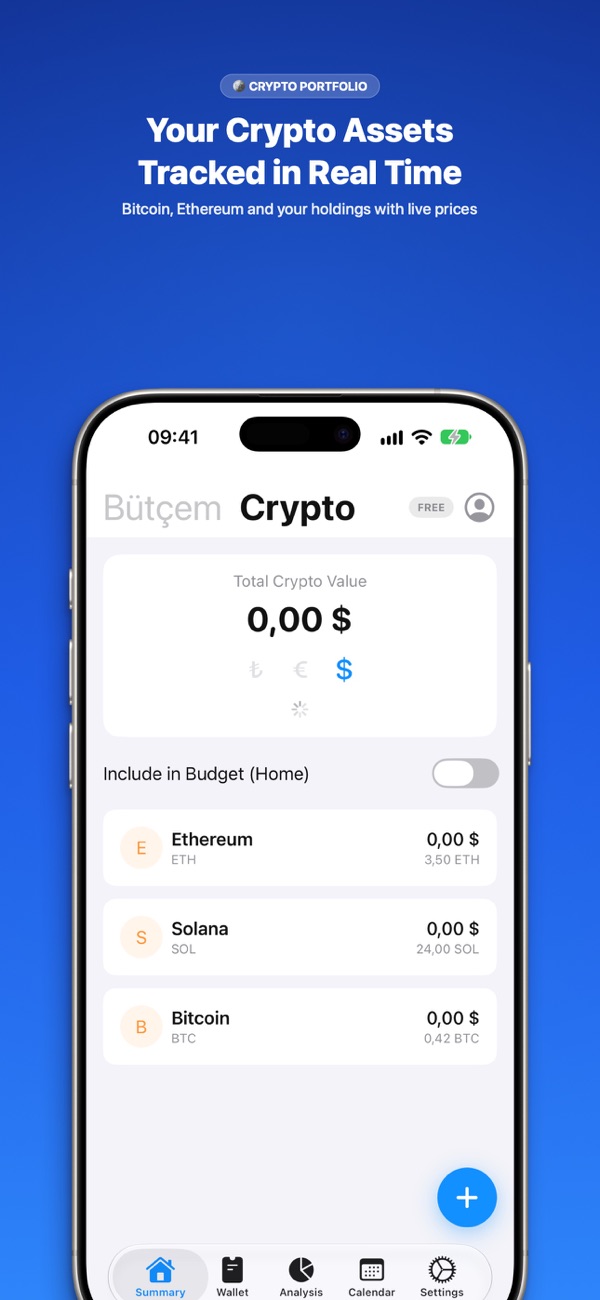 CRYPTO PORTFOLIO
Your Crypto Assets
Tracked in Real Time
Bitcoin, Ethereum and your holdings with live prices
09:41
Bütçem Crypto FREE
Total Crypto Value
0,00 $
₺ € $
Include in Budget (Home)
E Ethereum 0,00 $
ETH 3,50 ETH
S Solana 0,00 $
SOL 24,00 SOL
B Bitcoin 0,00 $
BTC 0,42 BTC
+
Summary Wallet Analysis Calendar Settings